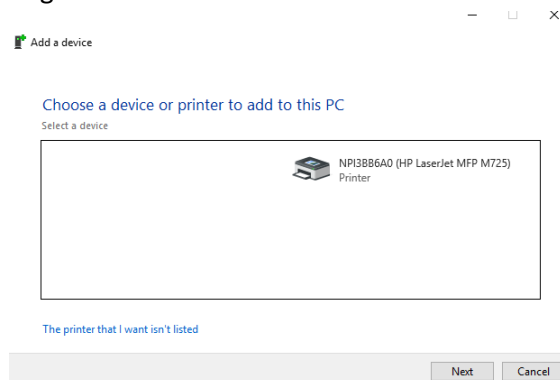 Add a device
Choose a device or printer to add to this PC
Select a device
NPI3BB6A0 (HP LaserJet MFP M725)
Printer
The printer that I want isn't listed
Next Cancel